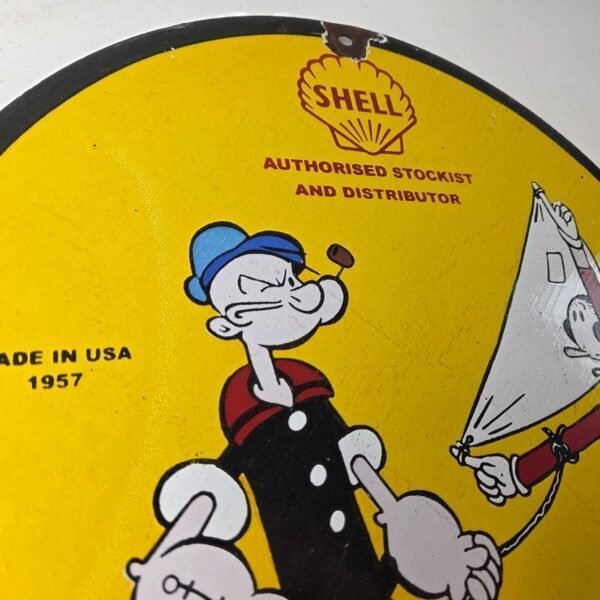 SHELL
AUTHORISED STOCKIST
AND DISTRIBUTOR
ADE IN USA
1957